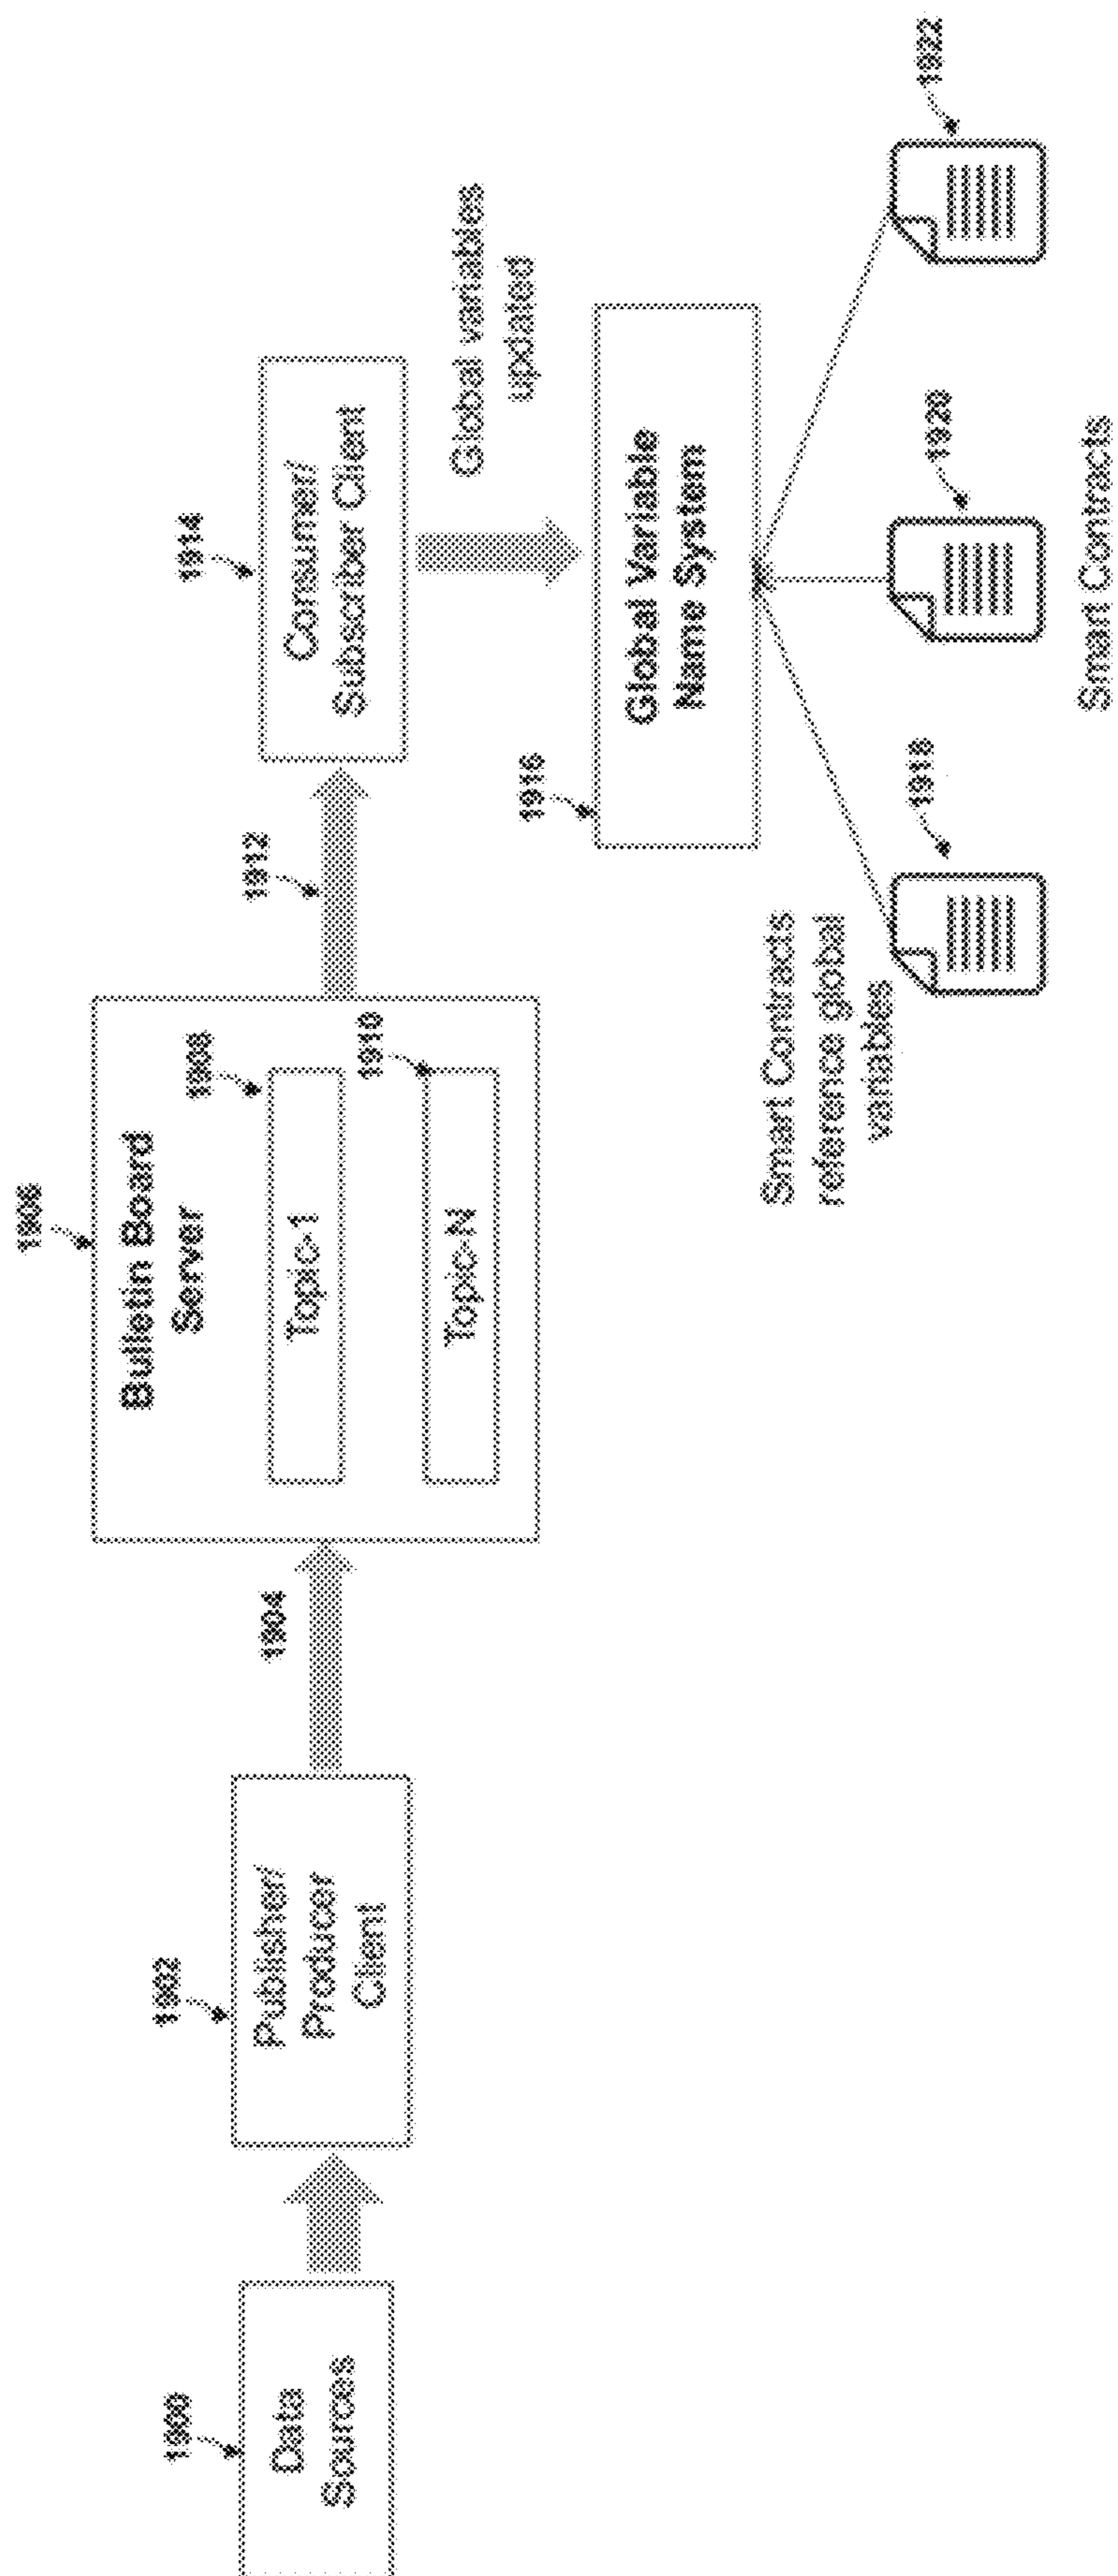 1900
Data
Sources
1902
Publisher/
Producer
Client
1904
1906
Bulletin Board
Server
1908
Topic-1
1910
Topic-N
1912
1914
Consumer/
Subscriber Client
Global variables
updated
1916
Global Variable
Name System
Smart Contracts
reference global
variables
1918
1920
1922
Smart Contracts